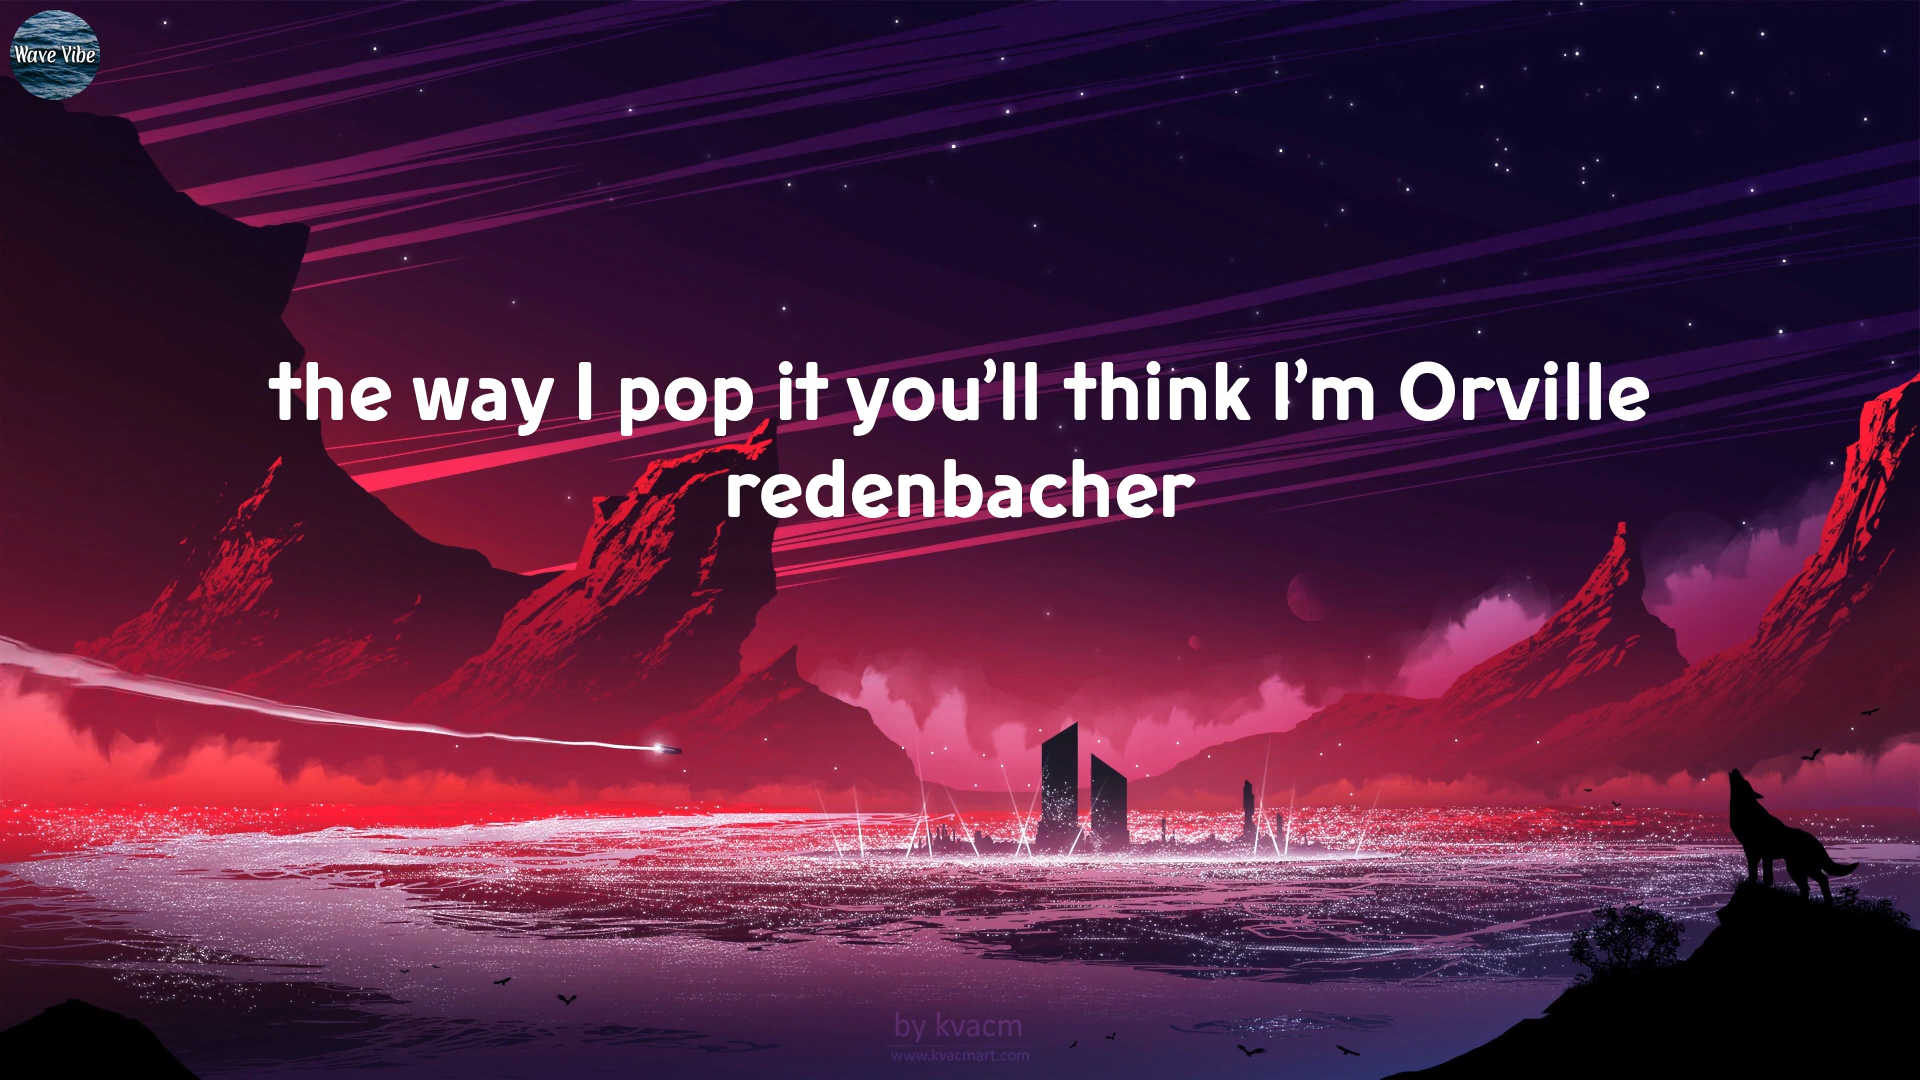 Wave Vibe
the way I pop it you'll think I'm Orville
redenbacher
by kvacm
www.kvacmart.com